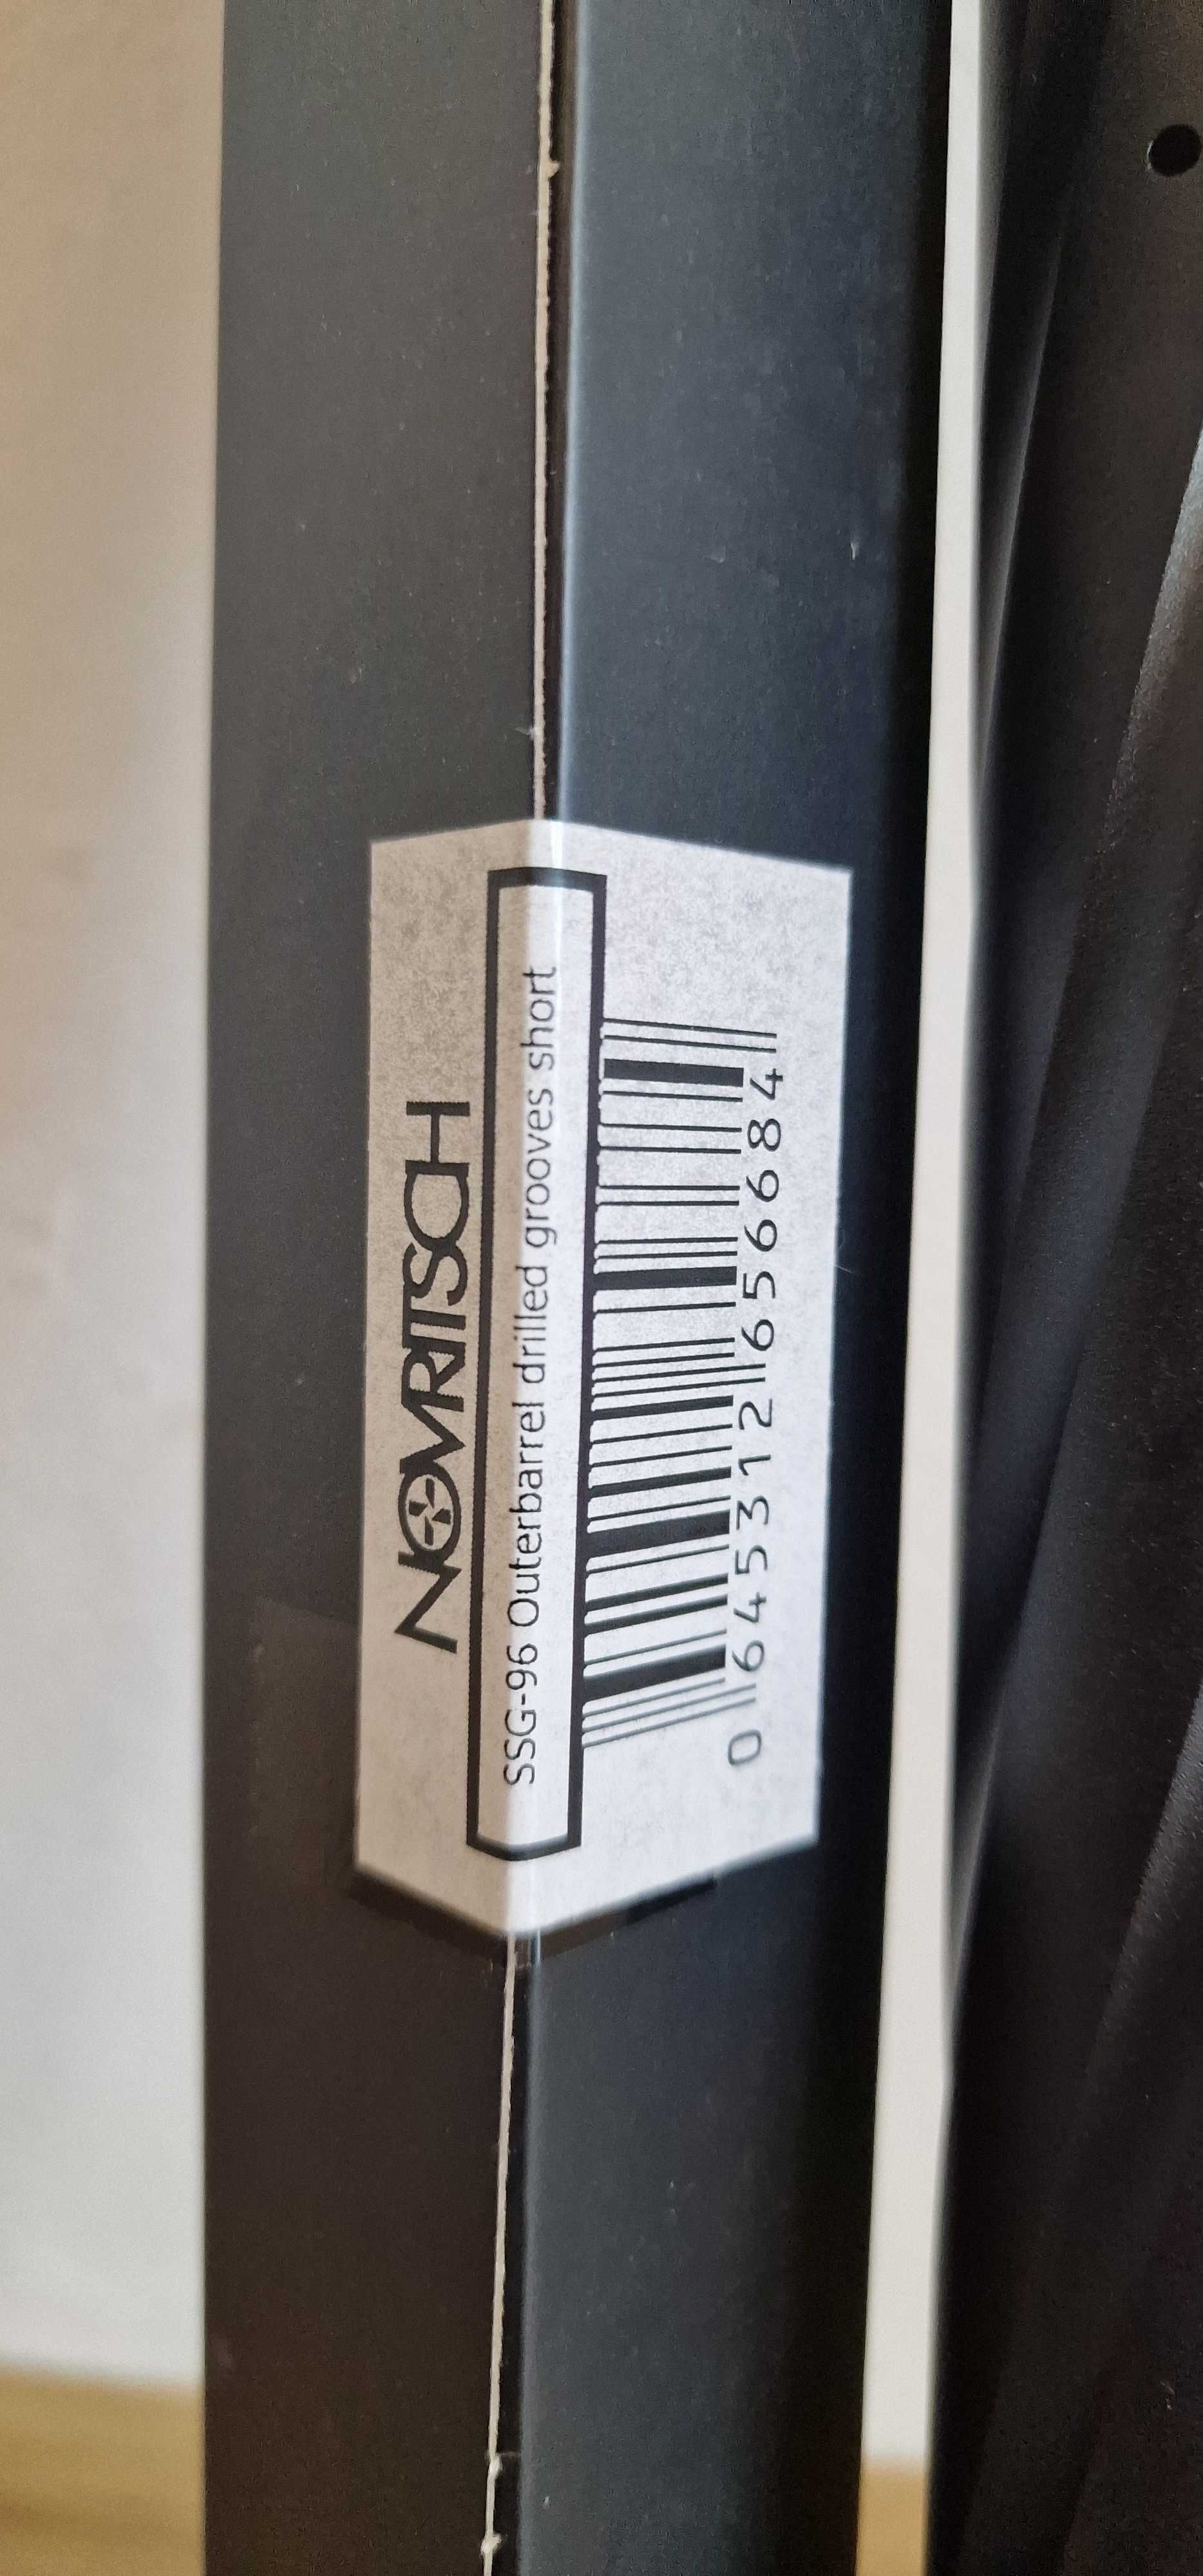 NOVRITSCH
SSG-96 Outerbarrel drilled grooves short
0 645312 656684